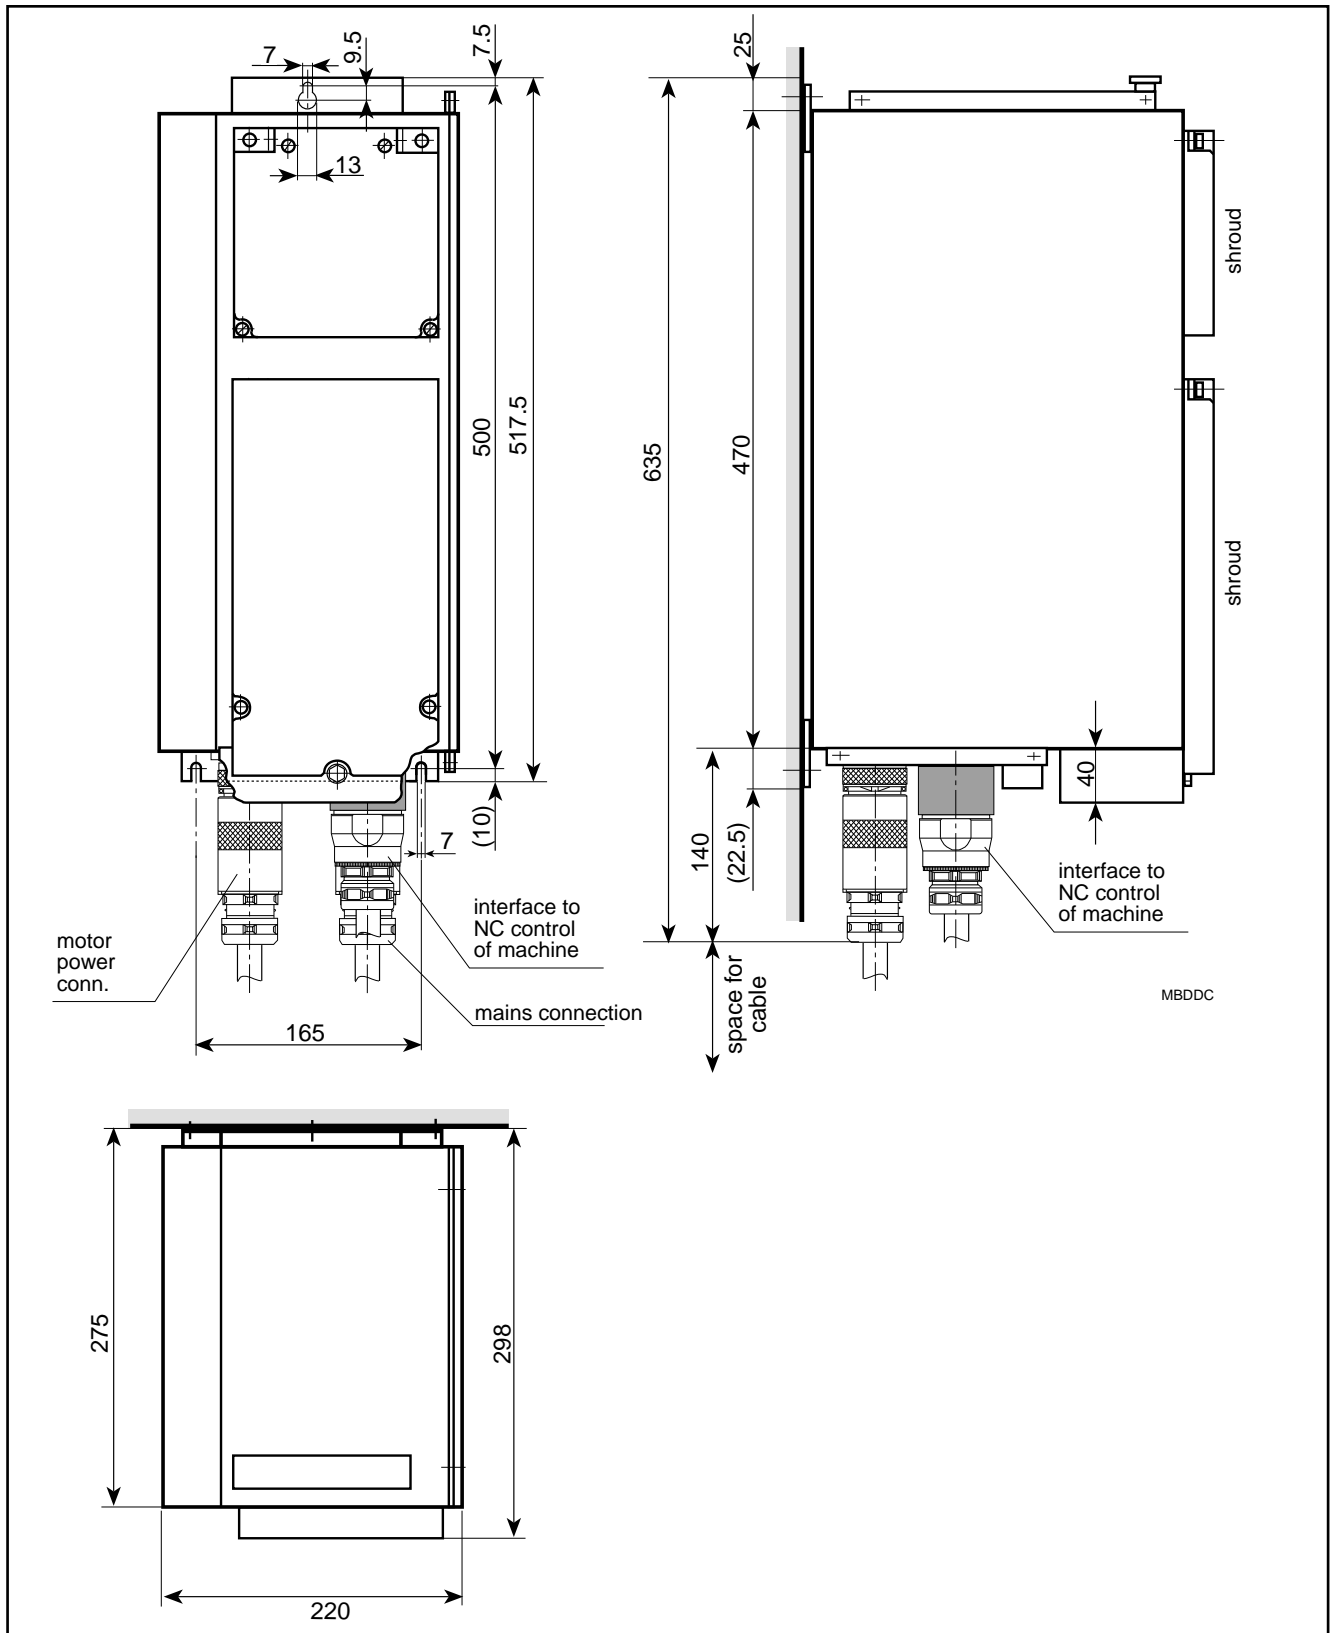 7
9.5
7.5
13
500
517.5
(10)
7
interface to
NC control
of machine
motor
power
conn.
mains connection
165
25
635
470
shroud
shroud
40
140
(22.5)
interface to
NC control
of machine
space for
cable
MBDDC
275
298
220